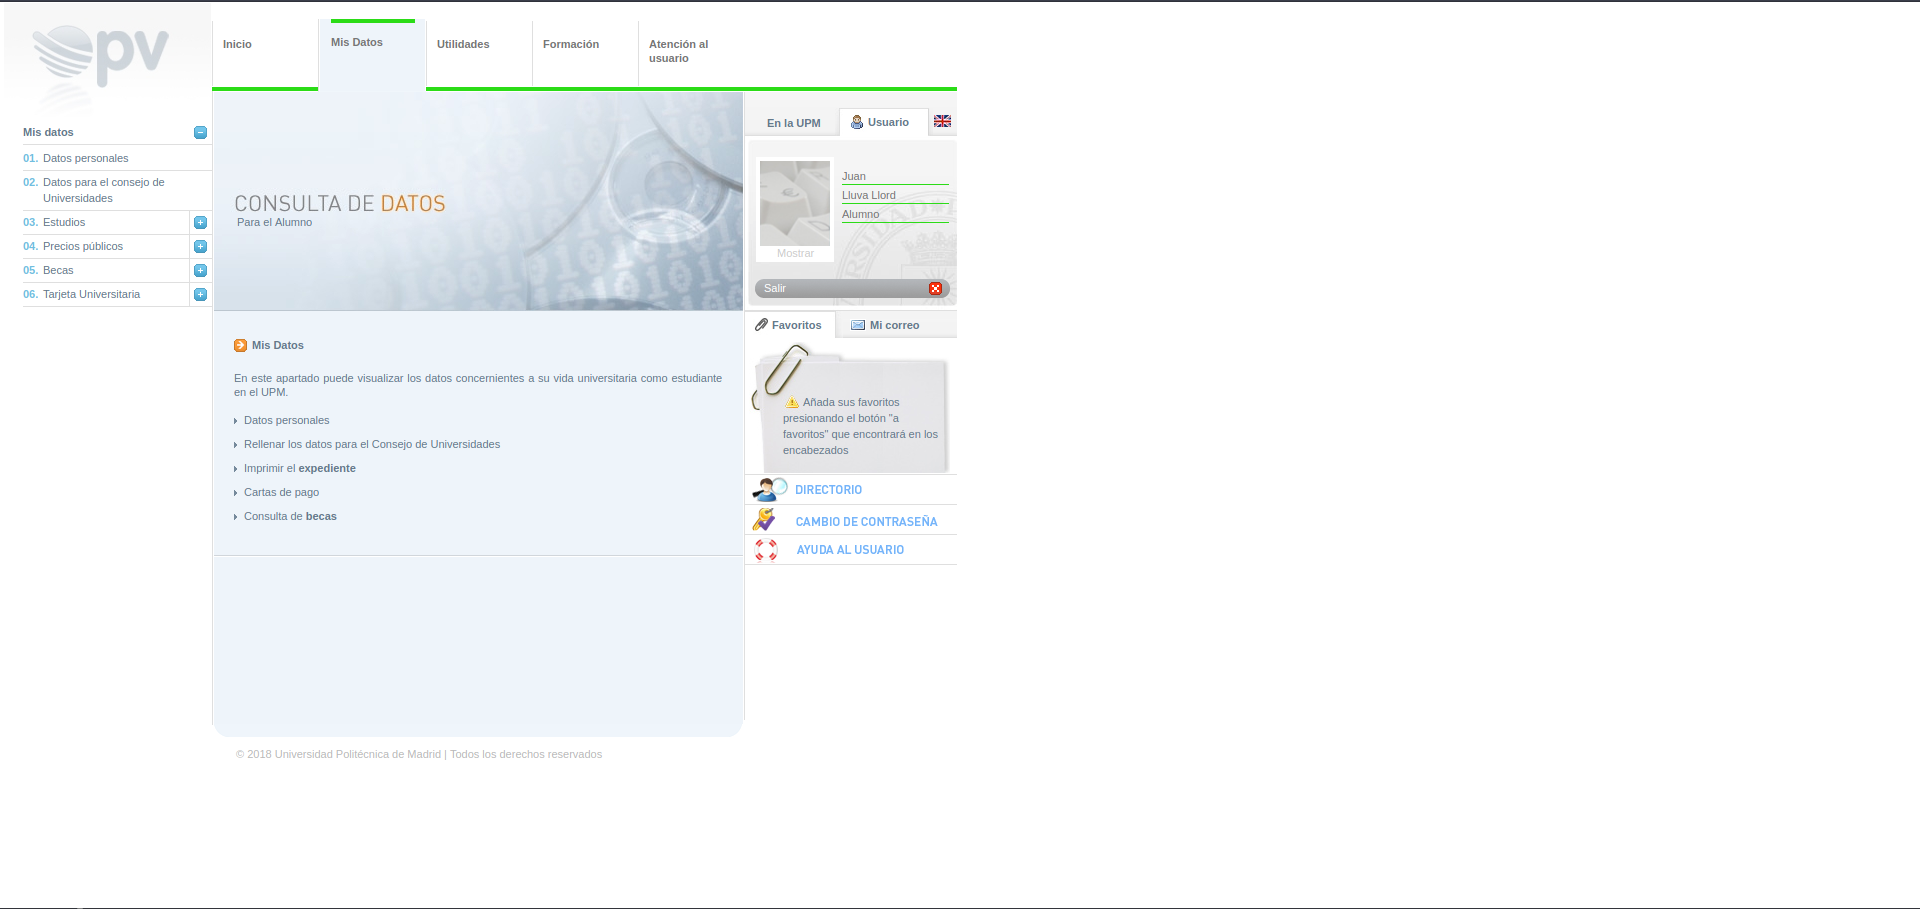 pv
Inicio
Mis Datos
Utilidades
Formación
Atención al
usuario
Mis datos
01. Datos personales
02. Datos para el consejo de
Universidades
03. Estudios
04. Precios públicos
05. Becas
06. Tarjeta Universitaria
CONSULTA DE DATOS
Para el Alumno
Mis Datos
En este apartado puede visualizar los datos concernientes a su vida universitaria como estudiante
en el UPM.
Datos personales
Rellenar los datos para el Consejo de Universidades
Imprimir el expediente
Cartas de pago
Consulta de becas
En la UPM
Usuario
Juan
Lluva Llord
Alumno
Mostrar
Salir
Favoritos
Mi correo
Añada sus favoritos
presionando el botón "a
favoritos" que encontrará en los
encabezados
DIRECTORIO
CAMBIO DE CONTRASEÑA
AYUDA AL USUARIO
© 2018 Universidad Politécnica de Madrid | Todos los derechos reservados